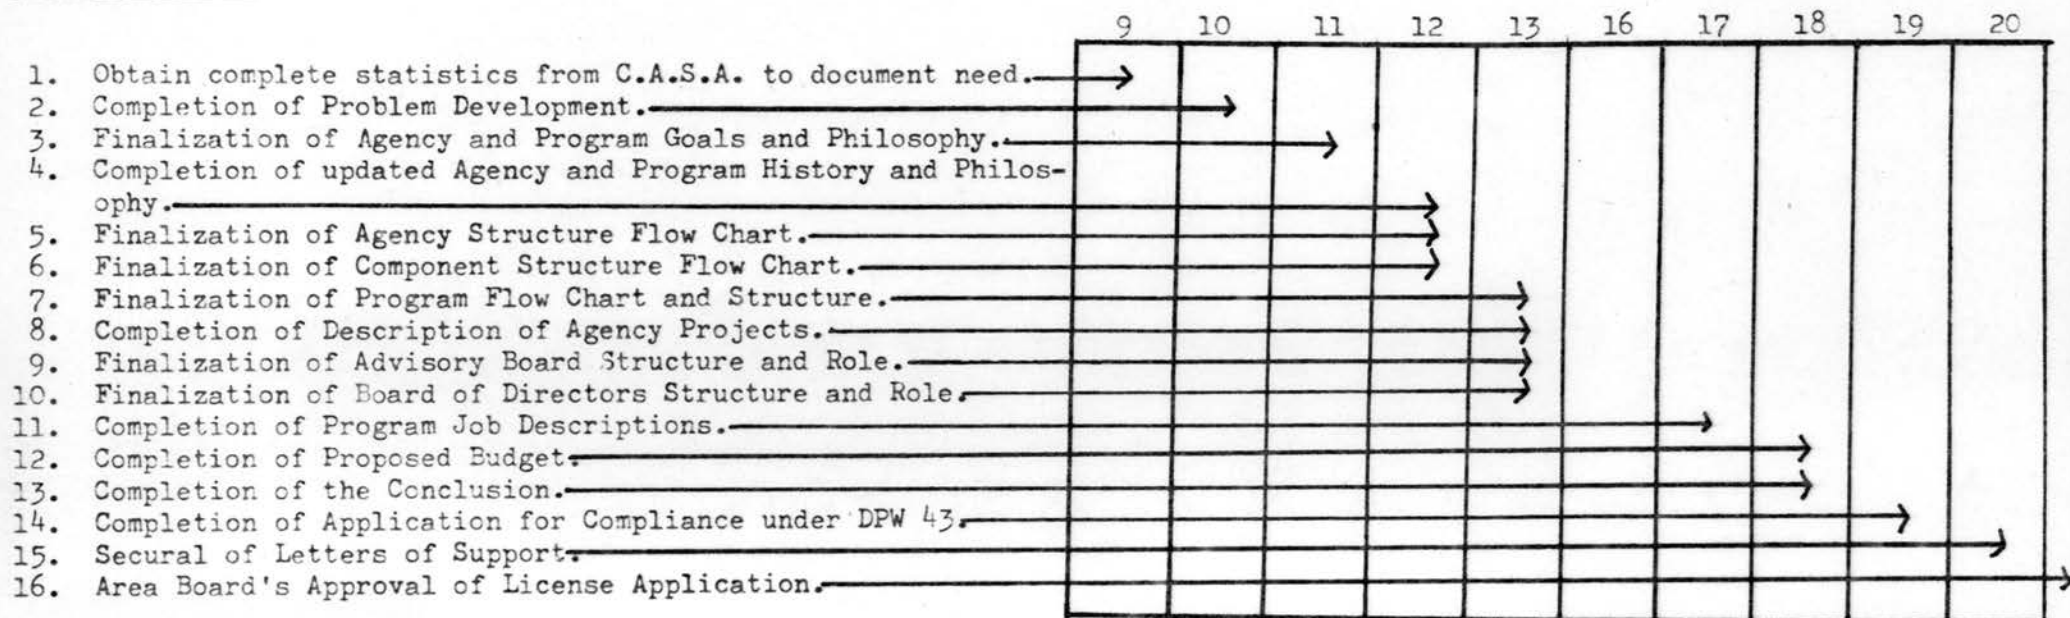 9 10 11 12 13 16 17 18 19 20
1. Obtain complete statistics from C.A.S.A. to document need.
2. Completion of Problem Development.
3. Finalization of Agency and Program Goals and Philosophy.
4. Completion of updated Agency and Program History and Philos-
ophy.
5. Finalization of Agency Structure Flow Chart.
6. Finalization of Component Structure Flow Chart.
7. Finalization of Program Flow Chart and Structure.
8. Completion of Description of Agency Projects.
9. Finalization of Advisory Board Structure and Role.
10. Finalization of Board of Directors Structure and Role.
11. Completion of Program Job Descriptions.
12. Completion of Proposed Budget.
13. Completion of the Conclusion.
14. Completion of Application for Compliance under DPW 43.
15. Secural of Letters of Support.
16. Area Board's Approval of License Application.